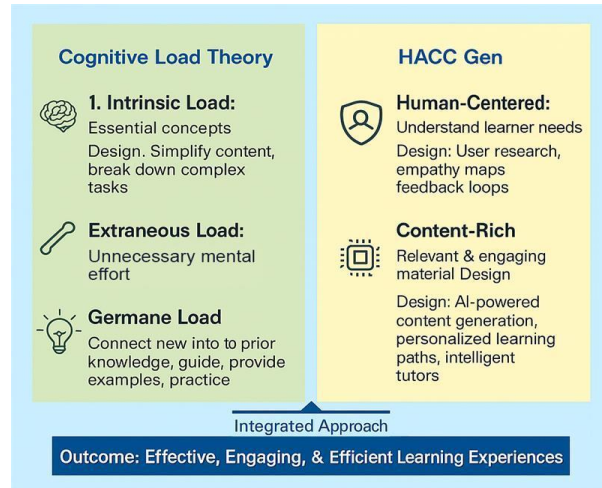 Cognitive Load Theory
1. Intrinsic Load:
Essential concepts
Design. Simplify content,
break down complex
tasks
Extraneous Load:
Unnecessary mental
effort
Germane Load
Connect new into to prior
knowledge, guide, provide
examples, practice
HACC Gen
Human-Centered:
Understand learner needs
Design: User research,
empathy maps
feedback loops
Content-Rich
Relevant & engaging
material Design
Design: AI-powered
content generation,
personalized learning
paths, intelligent
tutors
Integrated Approach
Outcome: Effective, Engaging, & Efficient Learning Experiences